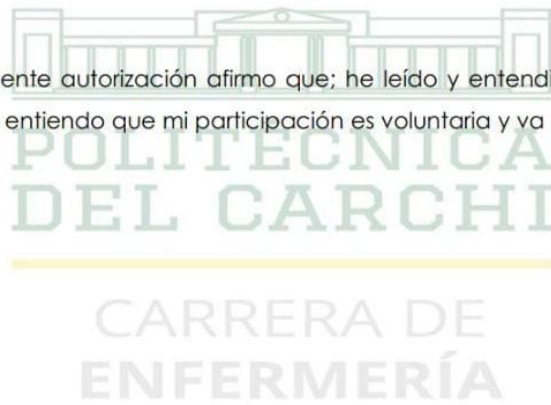 ente autorización afirmo que; he leído y entendi
entiendo que mi participación es voluntaria y va
POLITECNICA
DEL CARCHI
CARRERA DE
ENFERMERÍA